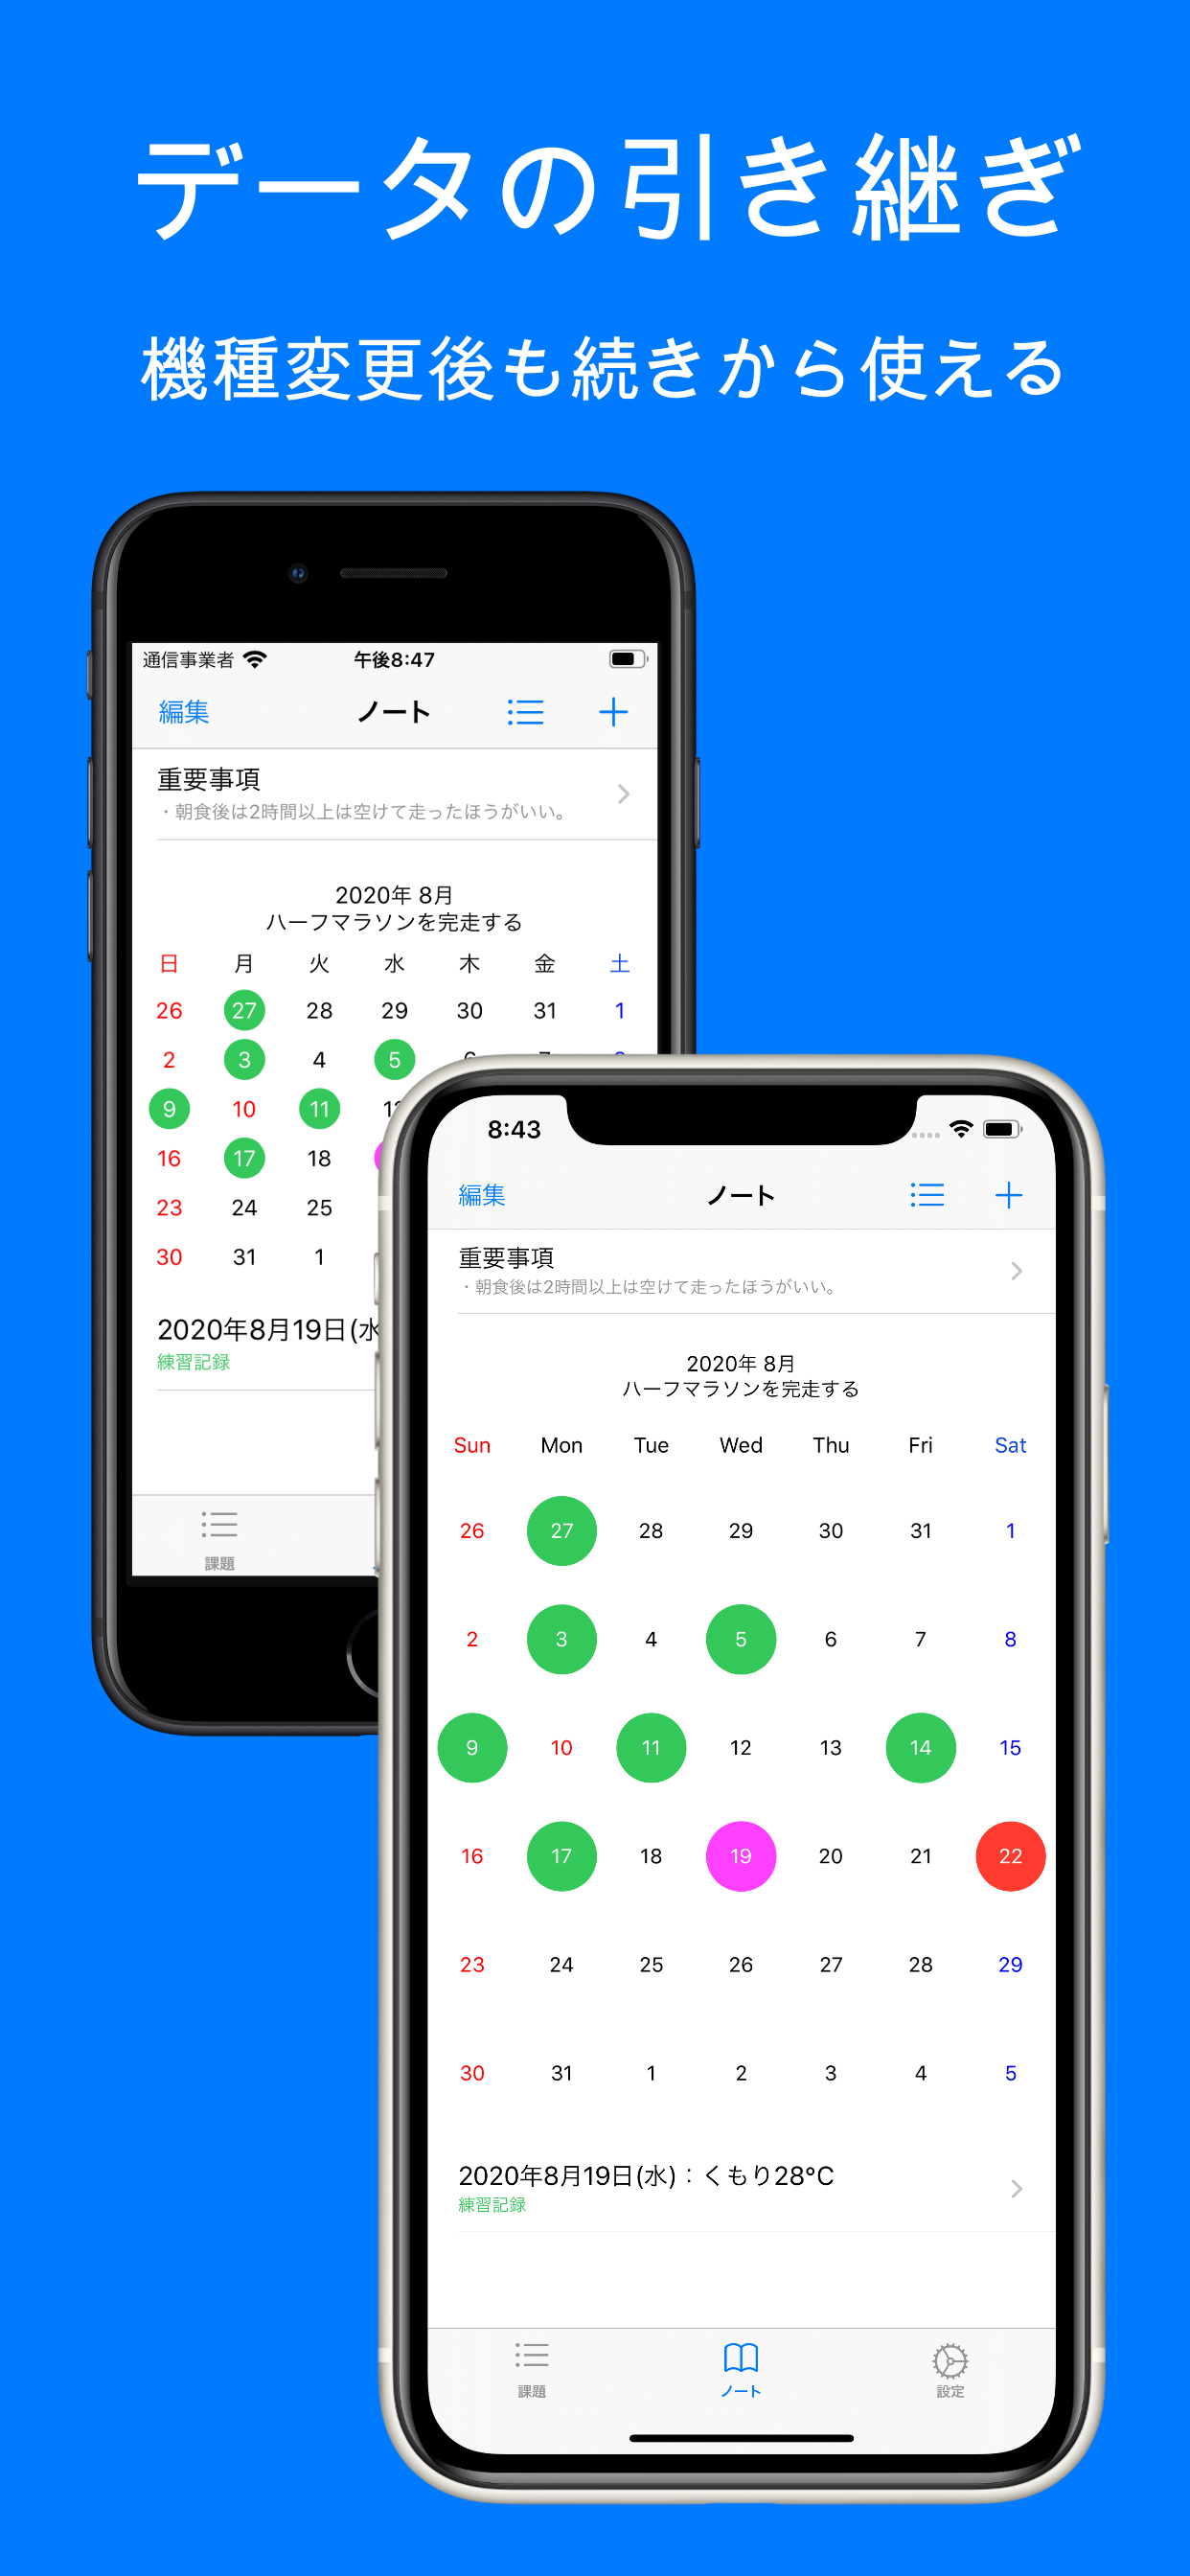 データの引き継ぎ
機種変更後も続きから使える
通信事業者 午後8:47
編集 ノート
重要事項
・朝食後は2時間以上は空けて走ったほうがいい。
2020年 8月
ハーフマラソンを完走する
日 月 火 水 木 金 土
26 27 28 29 30 31 1
2 3 4 5
9 10 11
16 17 18
23 24 25
30 31 1
2020年8月19日(水
練習記録
課題
8:43
編集 ノート
重要事項
・朝食後は2時間以上は空けて走ったほうがいい。
2020年 8月
ハーフマラソンを完走する
Sun Mon Tue Wed Thu Fri Sat
26 27 28 29 30 31 1
2 3 4 5 6 7 8
9 10 11 12 13 14 15
16 17 18 19 20 21 22
23 24 25 26 27 28 29
30 31 1 2 3 4 5
2020年8月19日(水)：くもり28°C
練習記録
課題 ノート 設定